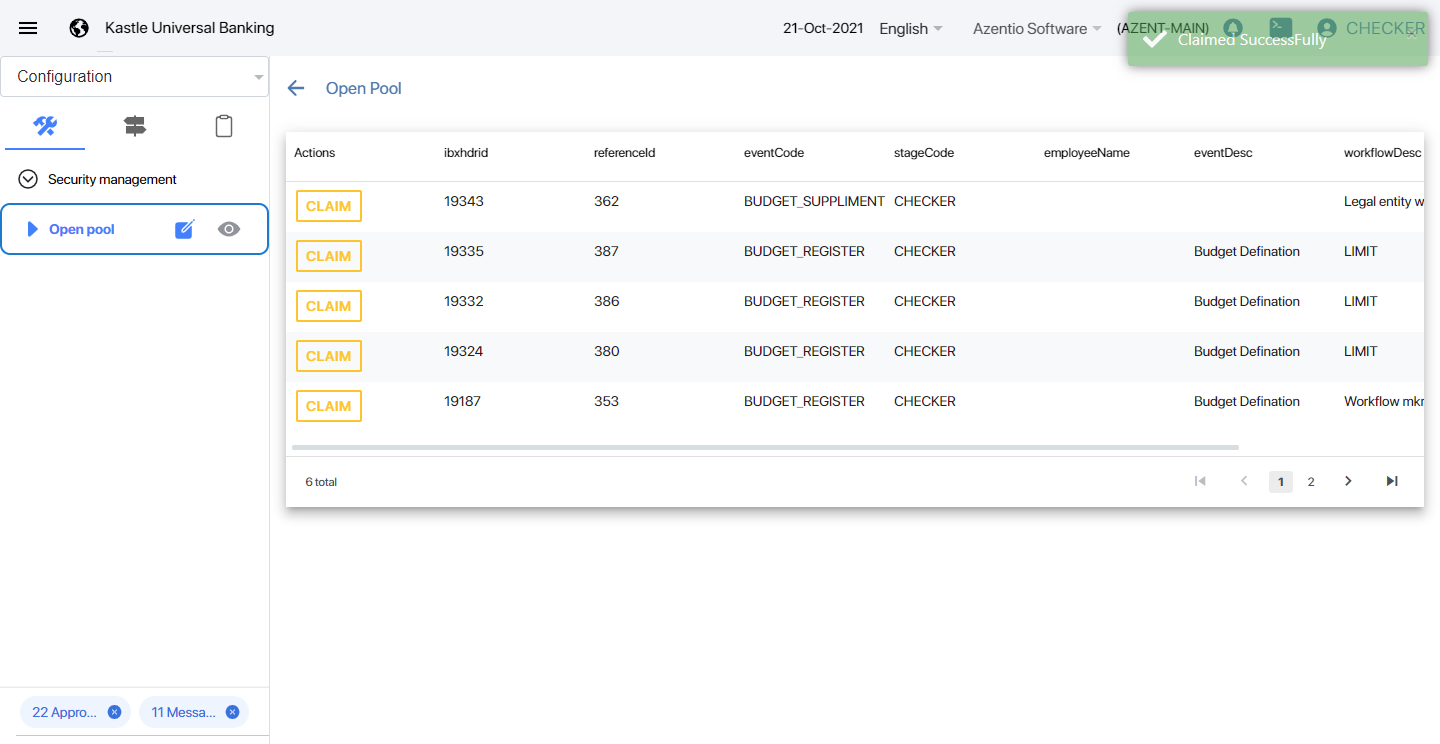 Kastle Universal Banking
21-Oct-2021 English Azentio Software (AZENT-MAIN) CHECKER
Claimed SuccessFully
Configuration
Open Pool
Security management
Open pool
Actions ibxhdrid referenceId eventCode stageCode employeeName eventDesc workflowDesc
CLAIM 19343 362 BUDGET_SUPPLIMENT CHECKER Legal entity w
CLAIM 19335 387 BUDGET_REGISTER CHECKER Budget Defination LIMIT
CLAIM 19332 386 BUDGET_REGISTER CHECKER Budget Defination LIMIT
CLAIM 19324 380 BUDGET_REGISTER CHECKER Budget Defination LIMIT
CLAIM 19187 353 BUDGET_REGISTER CHECKER Budget Defination Workflow mkr
6 total 1 2
22 Appro... 11 Messa...